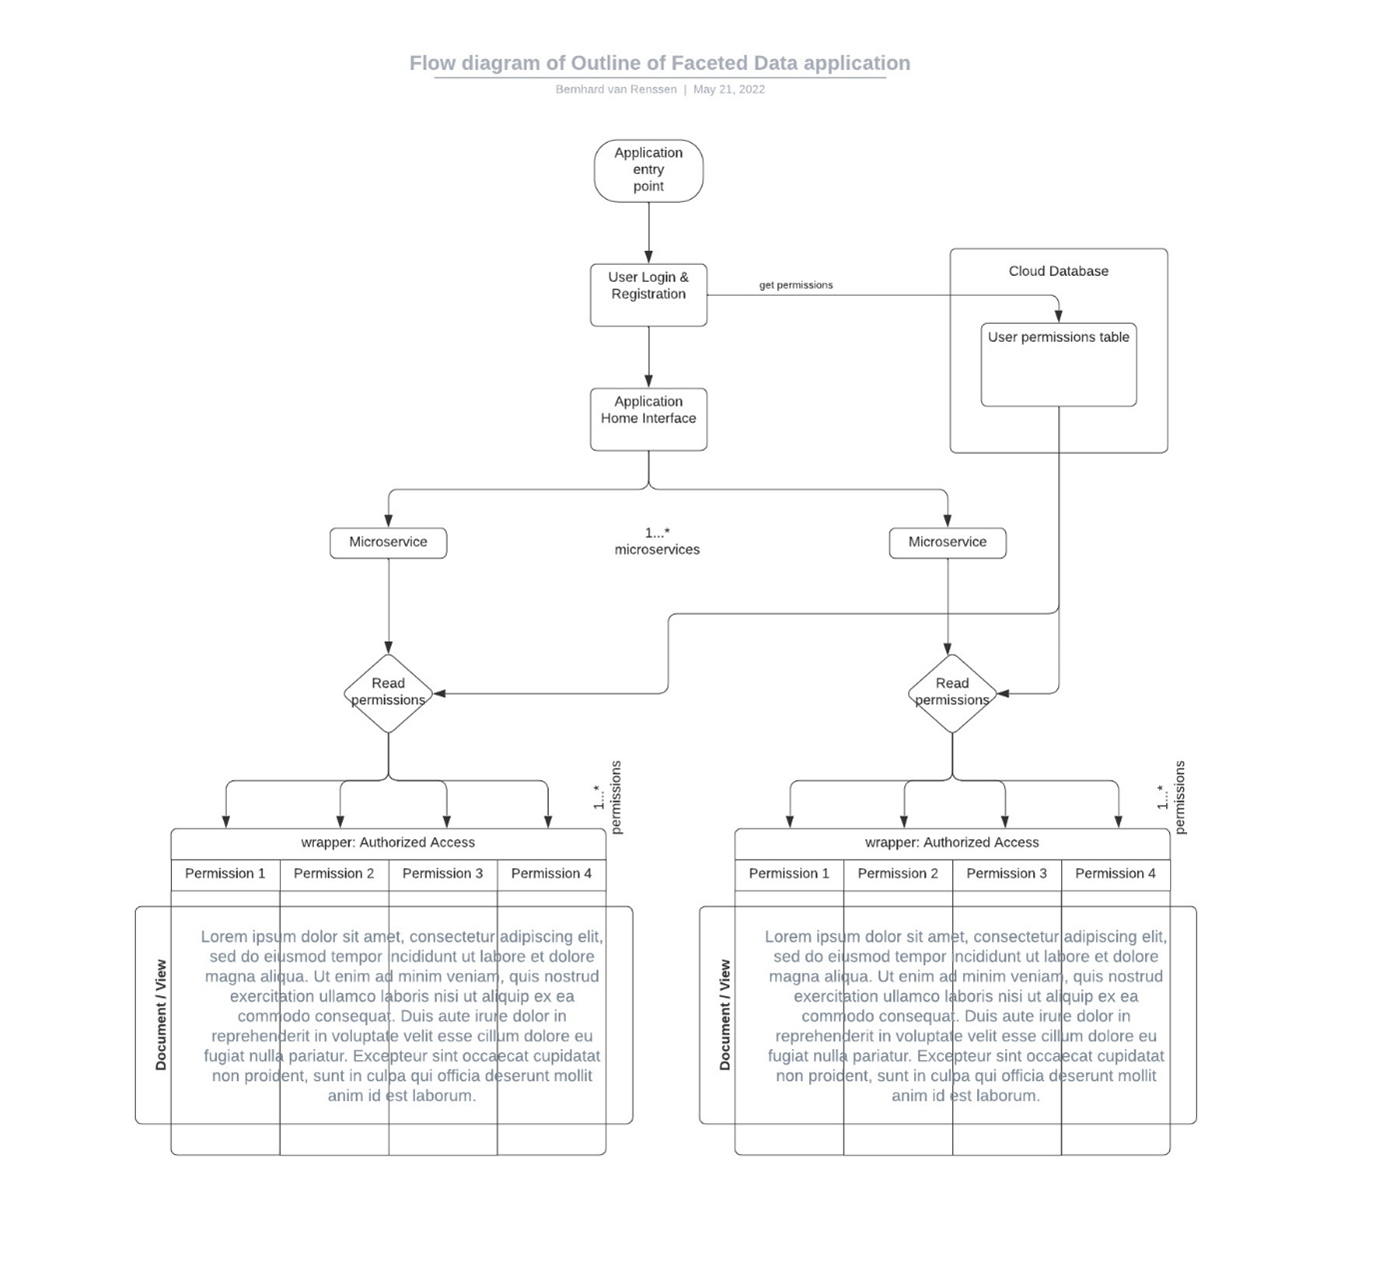 Flow diagram of Outline of Faceted Data application
Bernhard van Renssen | May 21, 2022
Application
entry
point
User Login &
Registration
get permissions
Cloud Database
User permissions table
Application
Home Interface
Microservice
1...*
microservices
Microservice
Read
permissions
Read
permissions
1...*
permissions
1...*
permissions
wrapper: Authorized Access
Permission 1
Permission 2
Permission 3
Permission 4
Document / View
Lorem ipsum dolor sit amet, consectetur adipiscing elit,
sed do eiusmod tempor incididunt ut labore et dolore
magna aliqua. Ut enim ad minim veniam, quis nostrud
exercitation ullamco laboris nisi ut aliquip ex ea
commodo consequat. Duis aute irure dolor in
reprehenderit in voluptate velit esse cillum dolore eu
fugiat nulla pariatur. Excepteur sint occaecat cupidatat
non proident, sunt in culpa qui officia deserunt mollit
anim id est laborum.
wrapper: Authorized Access
Permission 1
Permission 2
Permission 3
Permission 4
Document / View
Lorem ipsum dolor sit amet, consectetur adipiscing elit,
sed do eiusmod tempor incididunt ut labore et dolore
magna aliqua. Ut enim ad minim veniam, quis nostrud
exercitation ullamco laboris nisi ut aliquip ex ea
commodo consequat. Duis aute irure dolor in
reprehenderit in voluptate velit esse cillum dolore eu
fugiat nulla pariatur. Excepteur sint occaecat cupidatat
non proident, sunt in culpa qui officia deserunt mollit
anim id est laborum.